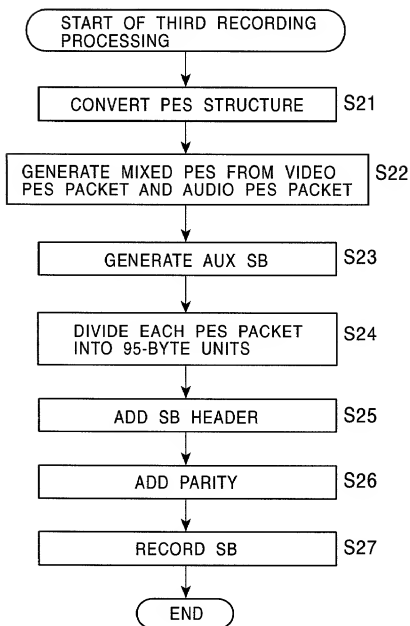 START OF THIRD RECORDING
PROCESSING
CONVERT PES STRUCTURE
S21
GENERATE MIXED PES FROM VIDEO
PES PACKET AND AUDIO PES PACKET
S22
GENERATE AUX SB
S23
DIVIDE EACH PES PACKET
INTO 95-BYTE UNITS
S24
ADD SB HEADER
S25
ADD PARITY
S26
RECORD SB
S27
END